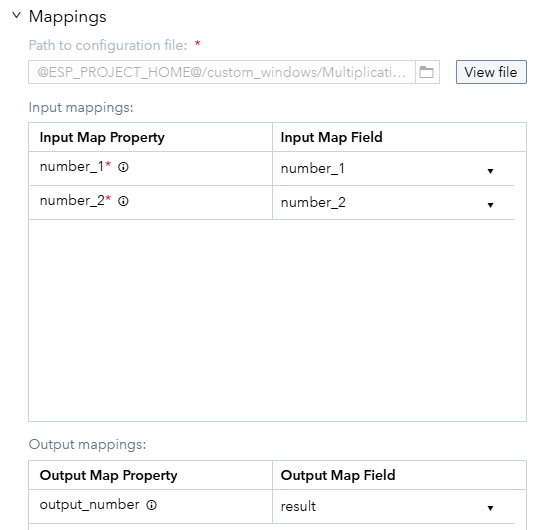 Mappings
Path to configuration file: *
@ESP_PROJECT_HOME@/custom_windows/Multiplicati... View file
Input mappings:
Input Map Property Input Map Field
number_1* number_1
number_2* number_2
Output mappings:
Output Map Property Output Map Field
output_number result